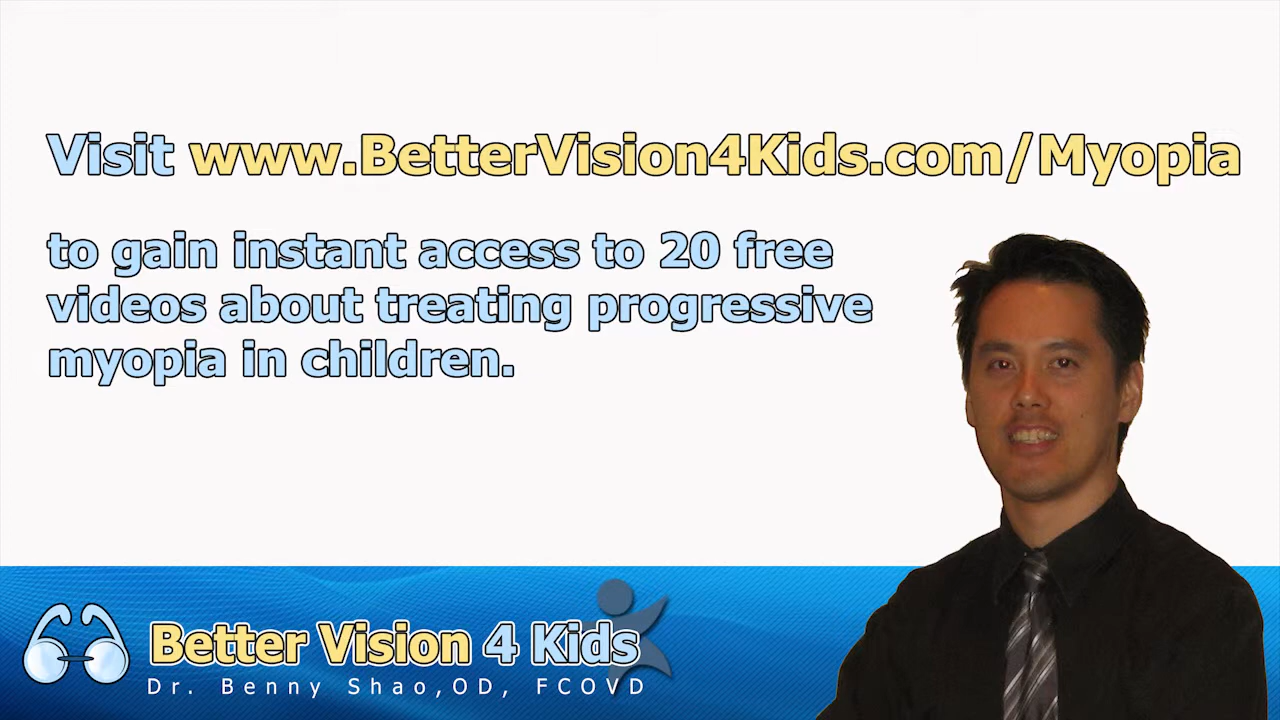 Visit www.BetterVision4Kids.com/Myopia
to gain instant access to 20 free
videos about treating progressive
myopia in children.
Better Vision 4 Kids
Dr. Benny Shao,OD, FCOVD